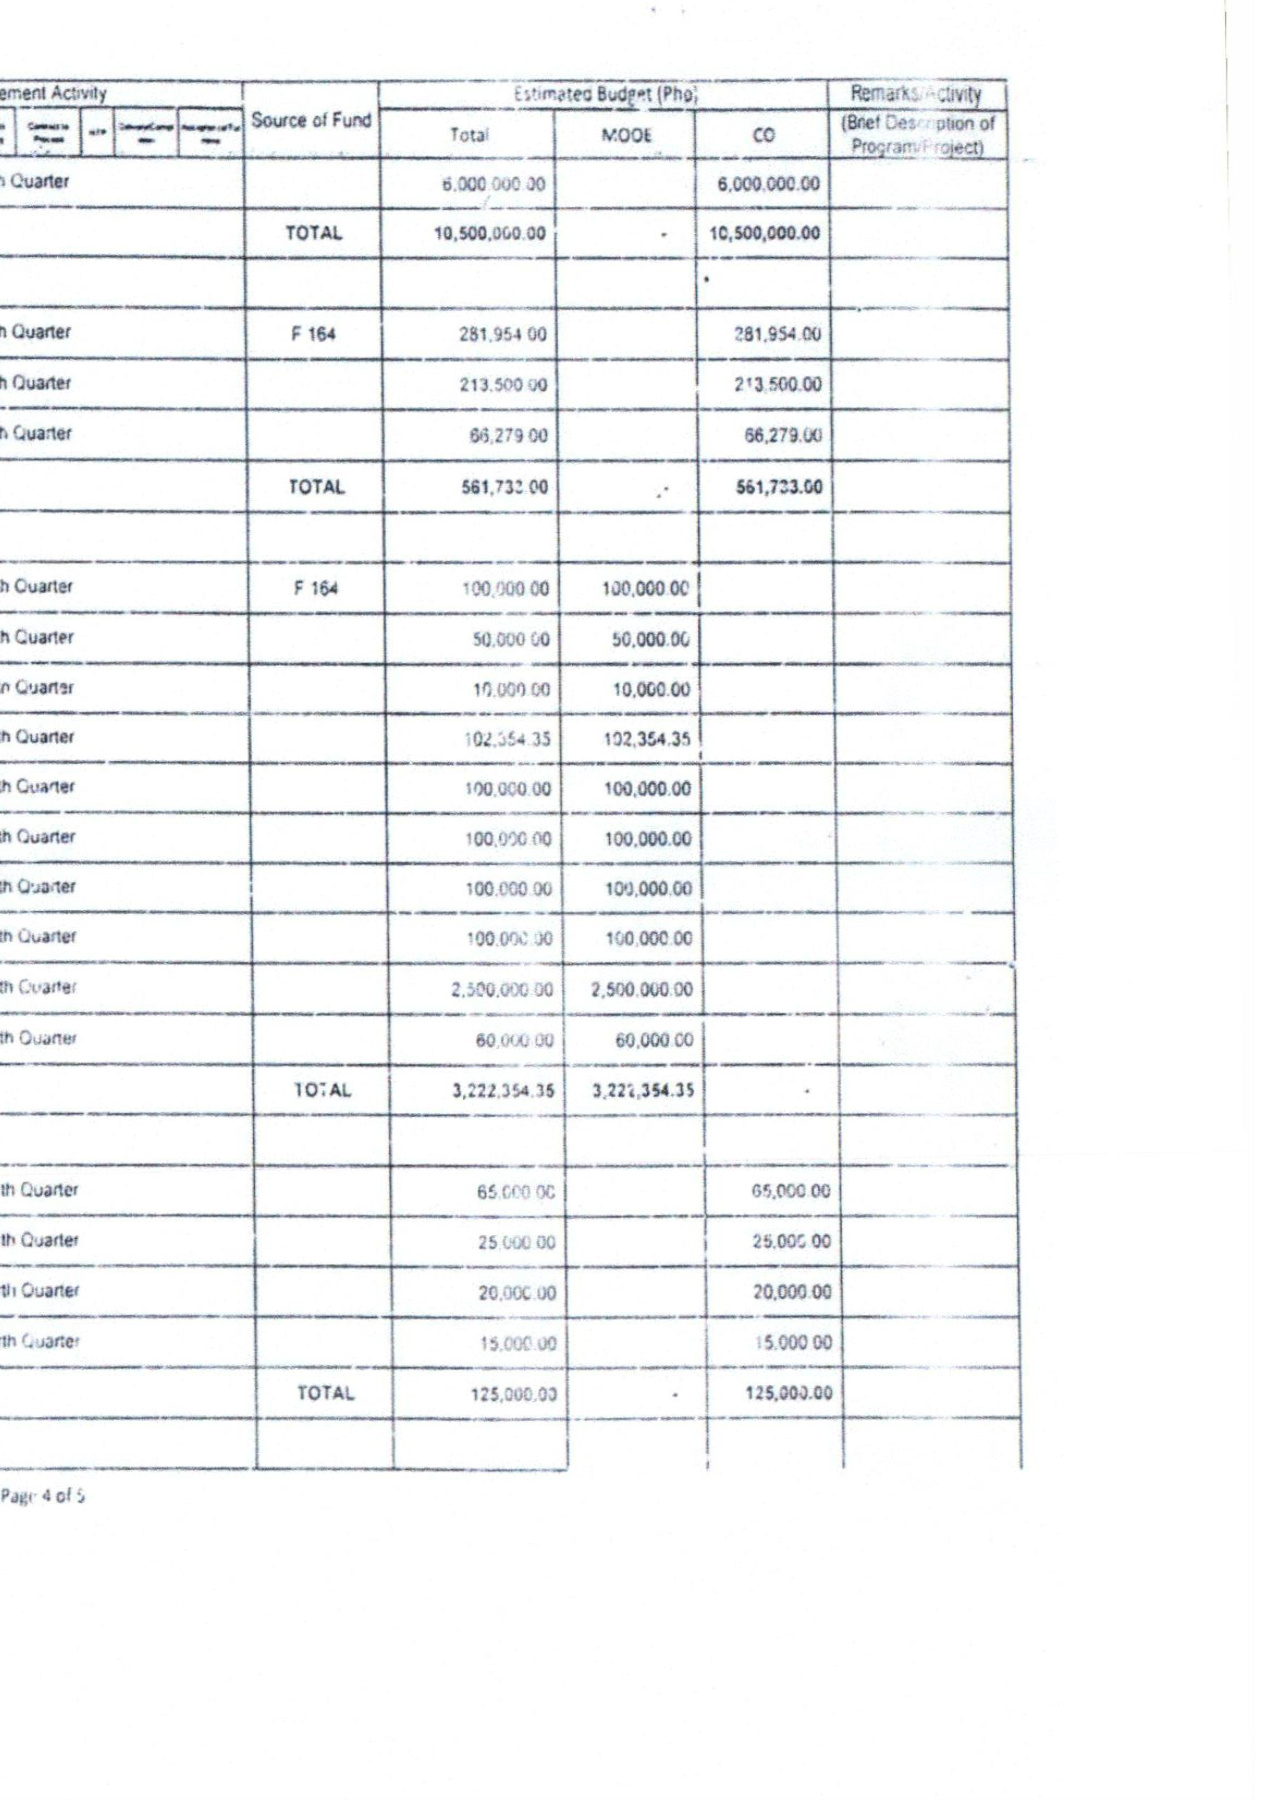 ement Activity Source of Fund Estimated Budget (Php) Remarks/Activity
Total MOOE CO (Brief Description of Program/Project)
h Quarter 6,000,000.00 6,000,000.00
TOTAL 10,500,000.00 - 10,500,000.00
h Quarter F 164 281,954.00 281,954.00
h Quarter 213,500.00 213,500.00
h Quarter 66,279.00 66,279.00
TOTAL 561,733.00 - 561,733.00
h Quarter F 164 100,000.00 100,000.00
h Quarter 50,000.00 50,000.00
h Quarter 10,000.00 10,000.00
h Quarter 102,354.35 102,354.35
h Quarter 100,000.00 100,000.00
th Quarter 100,000.00 100,000.00
th Quarter 100,000.00 100,000.00
th Quarter 100,000.00 100,000.00
th Quarter 2,500,000.00 2,500,000.00
th Quarter 60,000.00 60,000.00
TOTAL 3,222,354.35 3,222,354.35 -
th Quarter 65,000.00 65,000.00
th Quarter 25,000.00 25,000.00
th Quarter 20,000.00 20,000.00
th Quarter 15,000.00 15,000.00
TOTAL 125,000.00 - 125,000.00
Page 4 of 5